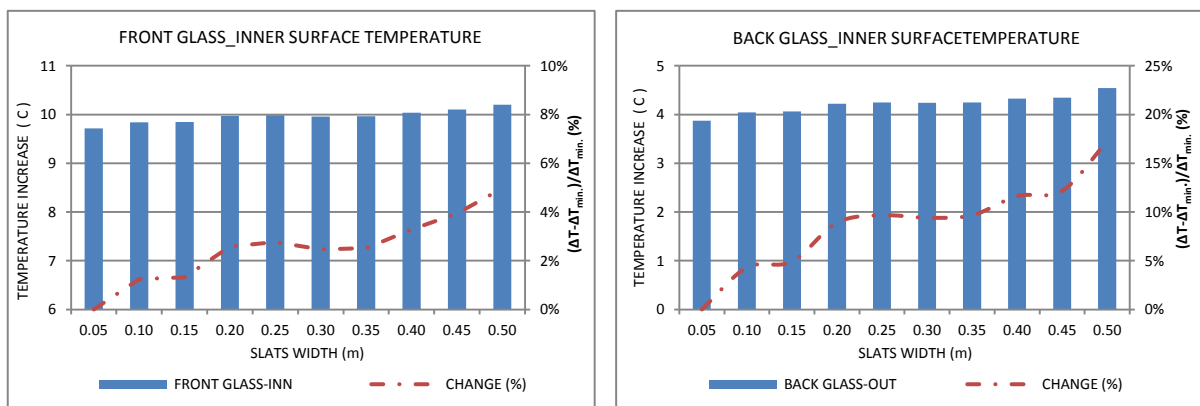 FRONT GLASS_INNER SURFACE TEMPERATURE
TEMPERATURE INCREASE ( C )
11
10
9
8
7
6
10%
8%
6%
4%
2%
0%
(ΔT-ΔTmin.)/ΔTmin. (%)
0.05 0.10 0.15 0.20 0.25 0.30 0.35 0.40 0.45 0.50
SLATS WIDTH (m)
FRONT GLASS-INN CHANGE (%)
BACK GLASS_INNER SURFACETEMPERATURE
TEMPERATURE INCREASE ( C )
5
4
3
2
1
0
25%
20%
15%
10%
5%
0%
(ΔT-ΔTmin.)/ΔTmin. (%)
0.05 0.10 0.15 0.20 0.25 0.30 0.35 0.40 0.45 0.50
SLATS WIDTH (m)
BACK GLASS-OUT CHANGE (%)